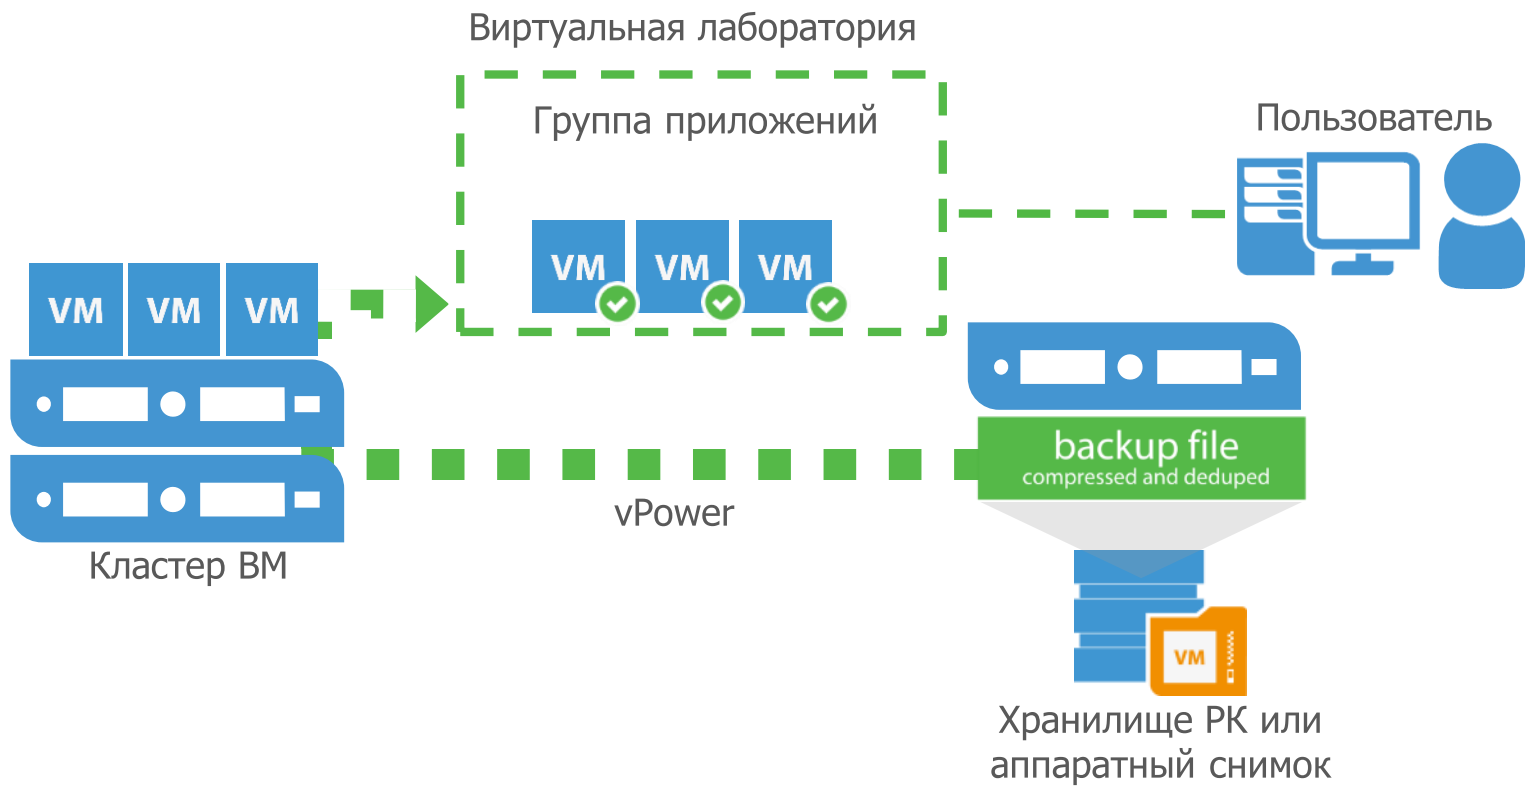 Виртуальная лаборатория
Группа приложений
Пользователь
VM VM VM
VM VM VM
backup file
compressed and deduped
vPower
Кластер ВМ
VM
Хранилище РК или
аппаратный снимок